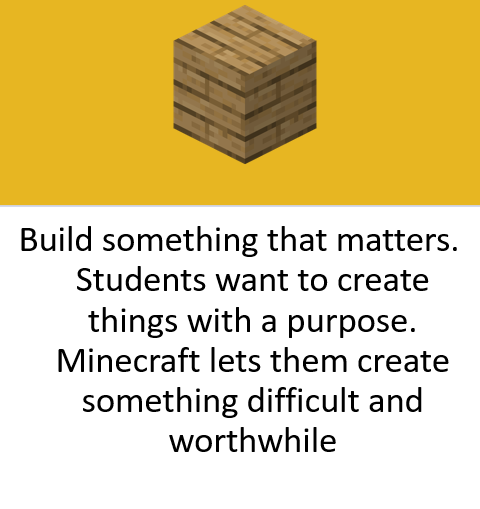 Build something that matters.
Students want to create
things with a purpose.
Minecraft lets them create
something difficult and
worthwhile